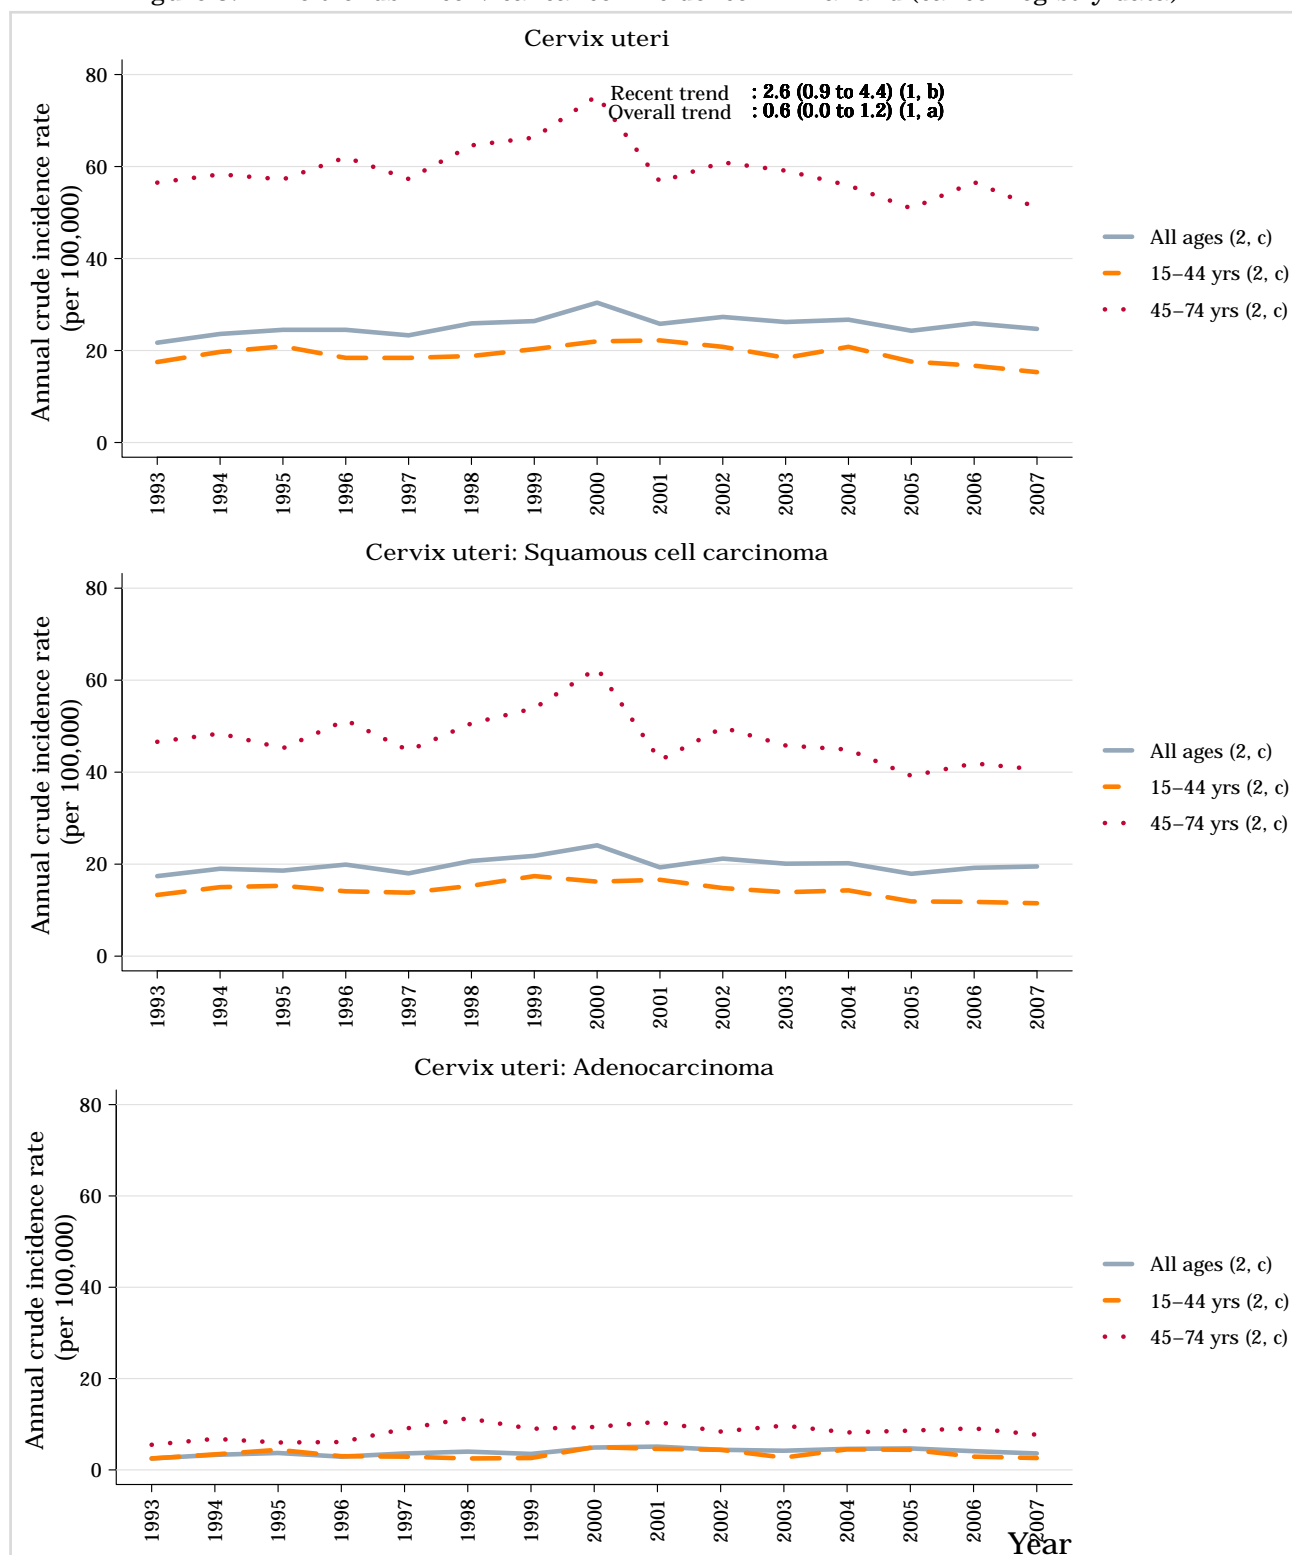 Cervix uteri
80
60
40
20
0
Annual crude incidence rate
(per 100,000)
Recent trend : 2.6 (0.9 to 4.4) (1, b)
Overall trend : 0.6 (0.0 to 1.2) (1, a)
All ages (2, c)
15–44 yrs (2, c)
45–74 yrs (2, c)
1993 1994 1995 1996 1997 1998 1999 2000 2001 2002 2003 2004 2005 2006 2007
Cervix uteri: Squamous cell carcinoma
80
60
40
20
0
Annual crude incidence rate
(per 100,000)
All ages (2, c)
15–44 yrs (2, c)
45–74 yrs (2, c)
1993 1994 1995 1996 1997 1998 1999 2000 2001 2002 2003 2004 2005 2006 2007
Cervix uteri: Adenocarcinoma
80
60
40
20
0
Annual crude incidence rate
(per 100,000)
All ages (2, c)
15–44 yrs (2, c)
45–74 yrs (2, c)
1993 1994 1995 1996 1997 1998 1999 2000 2001 2002 2003 2004 2005 2006 2007
Year